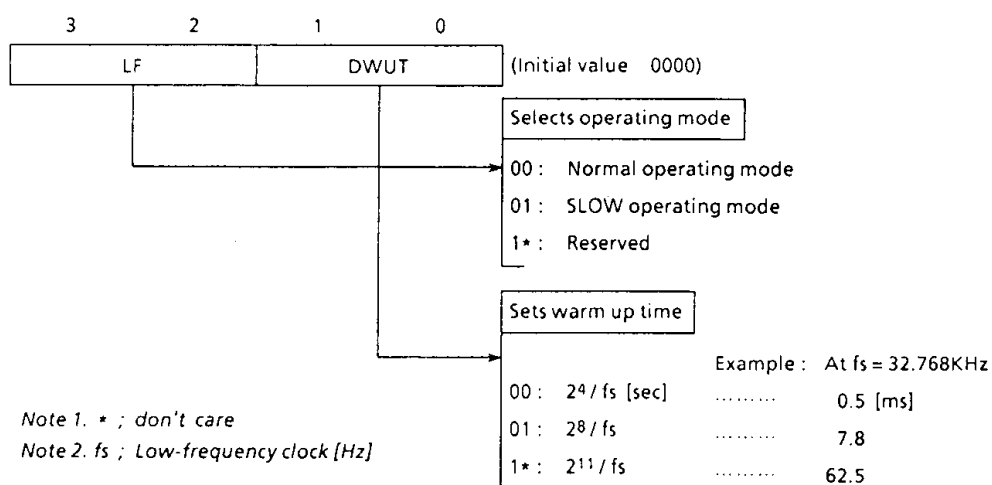 3 2 1 0
LF DWUT (Initial value 0000)
Selects operating mode
00 : Normal operating mode
01 : SLOW operating mode
1* : Reserved
Sets warm up time
Example : At fs = 32.768KHz
00 : 2⁴ / fs [sec] ......... 0.5 [ms]
01 : 2⁸ / fs ......... 7.8
1* : 2¹¹ / fs ......... 62.5
Note 1. * ; don't care
Note 2. fs ; Low-frequency clock [Hz]